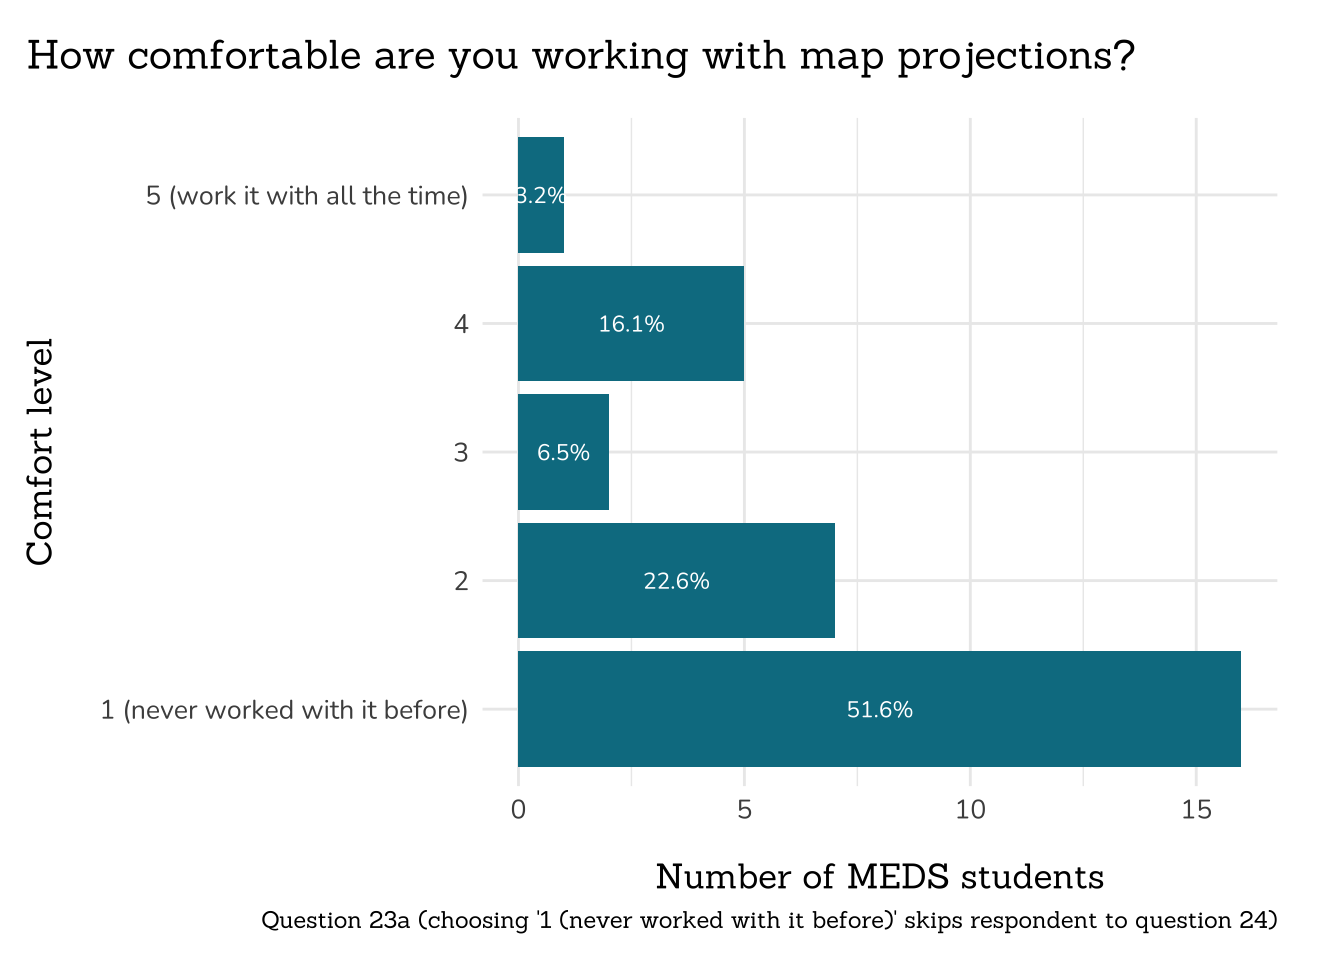 How comfortable are you working with map projections?
5 (work it with all the time)
3.2%
4
16.1%
3
6.5%
2
22.6%
1 (never worked with it before)
51.6%
Comfort level
0 5 10 15
Number of MEDS students
Question 23a (choosing '1 (never worked with it before)' skips respondent to question 24)